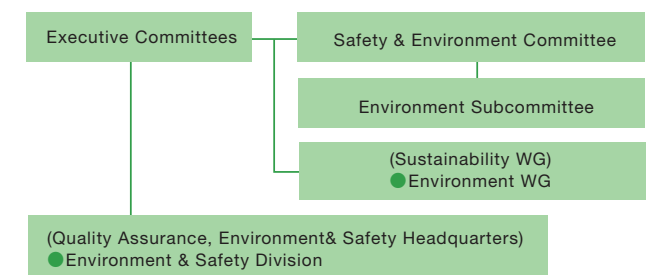 Executive Committees
Safety & Environment Committee
Environment Subcommittee
(Sustainability WG)
●Environment WG
(Quality Assurance, Environment& Safety Headquarters)
●Environment & Safety Division